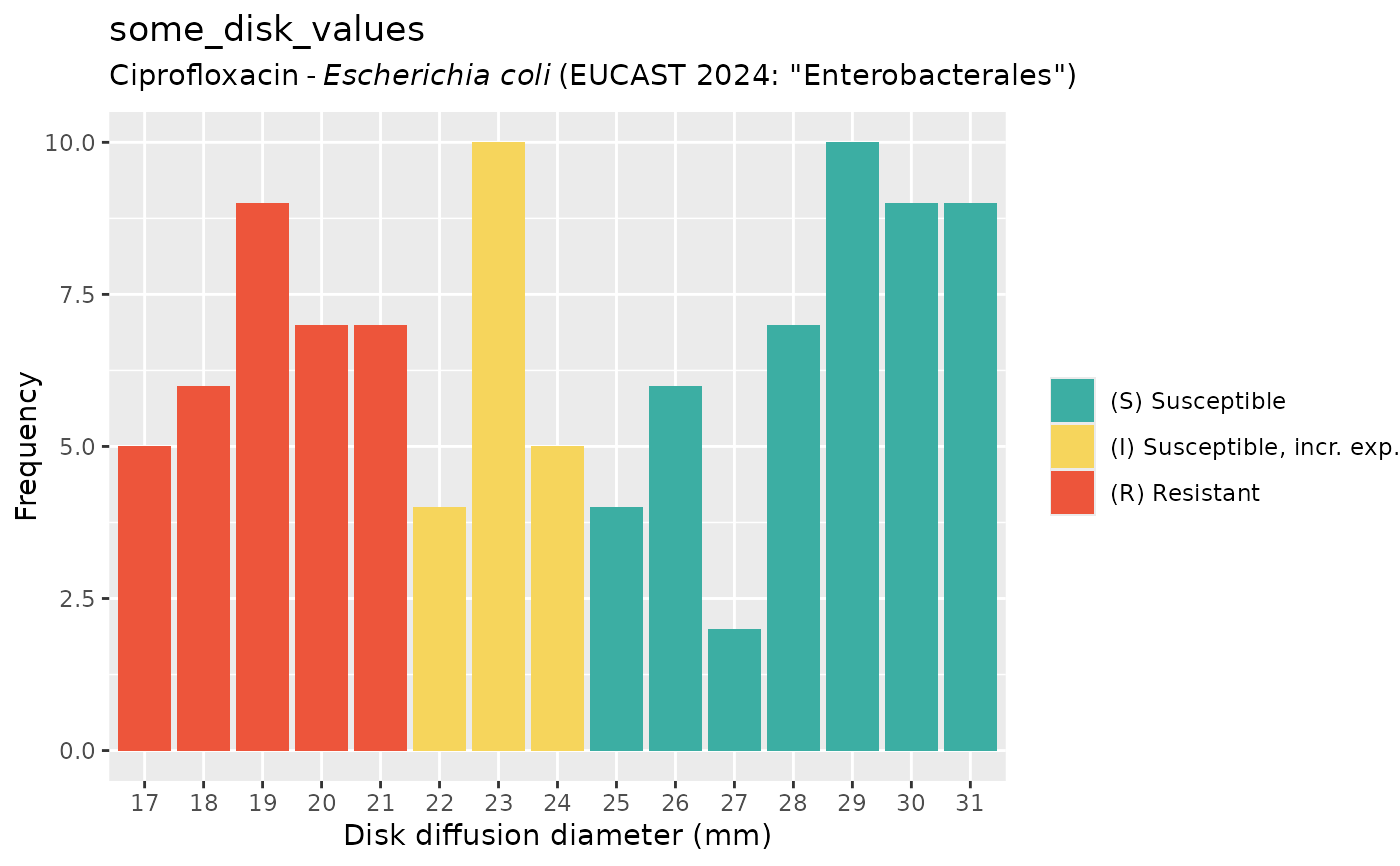 some_disk_values
Ciprofloxacin - Escherichia coli (EUCAST 2024: "Enterobacterales")
Frequency
10.0
7.5
5.0
2.5
0.0
17 18 19 20 21 22 23 24 25 26 27 28 29 30 31
Disk diffusion diameter (mm)
(S) Susceptible
(I) Susceptible, incr. exp.
(R) Resistant